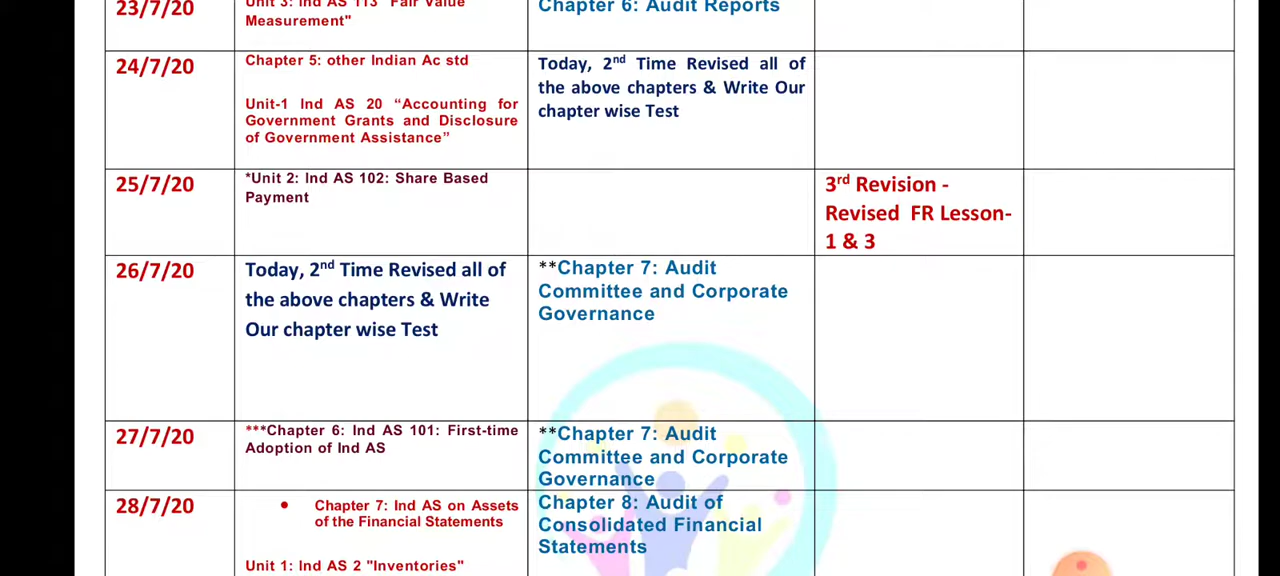 23/7/20
Unit 3: Ind AS 113 "Fair Value
Measurement"
Chapter 6: Audit Reports
24/7/20
Chapter 5: other Indian Ac std
Unit-1 Ind AS 20 “Accounting for
Government Grants and Disclosure
of Government Assistance”
Today, 2nd Time Revised all of
the above chapters & Write Our
chapter wise Test
25/7/20
*Unit 2: Ind AS 102: Share Based
Payment
3rd Revision -
Revised FR Lesson-
1 & 3
26/7/20
Today, 2nd Time Revised all of
the above chapters & Write
Our chapter wise Test
**Chapter 7: Audit
Committee and Corporate
Governance
27/7/20
***Chapter 6: Ind AS 101: First-time
Adoption of Ind AS
**Chapter 7: Audit
Committee and Corporate
Governance
28/7/20
• Chapter 7: Ind AS on Assets
of the Financial Statements
Unit 1: Ind AS 2 "Inventories"
Chapter 8: Audit of
Consolidated Financial
Statements